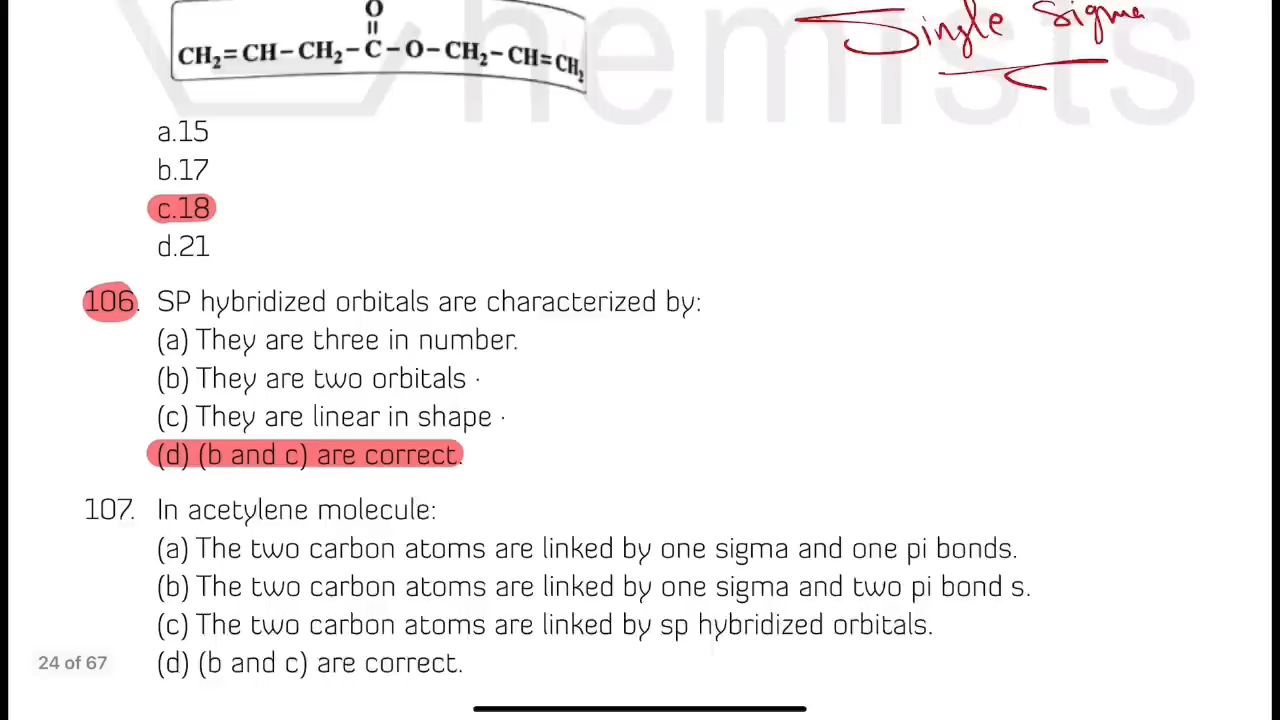 O
||
CH₂=CH–CH₂–C–O–CH₂–CH=CH₂
Single Sigma
hemists
a.15
b.17
c.18
d.21
106. SP hybridized orbitals are characterized by:
(a) They are three in number.
(b) They are two orbitals ·
(c) They are linear in shape ·
(d) (b and c) are correct.
107. In acetylene molecule:
(a) The two carbon atoms are linked by one sigma and one pi bonds.
(b) The two carbon atoms are linked by one sigma and two pi bond s.
(c) The two carbon atoms are linked by sp hybridized orbitals.
(d) (b and c) are correct.
24 of 67